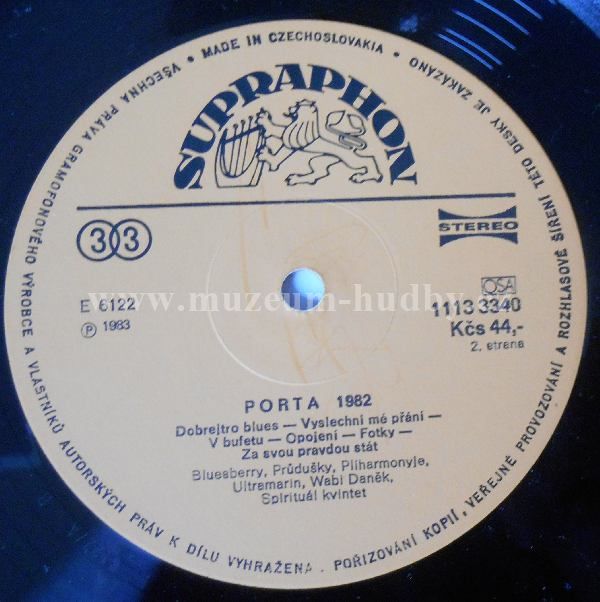 VŠECHNA PRÁVA GRAMOFONOVÉHO VÝROBCE A VLASTNÍKŮ AUTORSKÝCH PRÁV K DÍLU VYHRAŽENA. POŘIZOVÁNÍ KOPIÍ, VEŘEJNÉ PROVOZOVÁNÍ A ROZHLASOVÉ ŠÍŘENÍ TÉTO DESKY JE ZAKÁZÁNO • MADE IN CZECHOSLOVAKIA •
SUPRAPHON
33
STEREO
OSA
www.muzeum-hudby.cz
E 6122
1113 3340
Ⓟ 1983
Kčs 44,-
2. strana
PORTA 1982
Dobrejtro blues — Vyslechni mé přání —
V bufetu — Opojení — Fotky —
Za svou pravdou stát
Bluesberry, Průdušky, Pliharmonyje,
Ultramarin, Wabi Daněk,
Spirituál kvintet